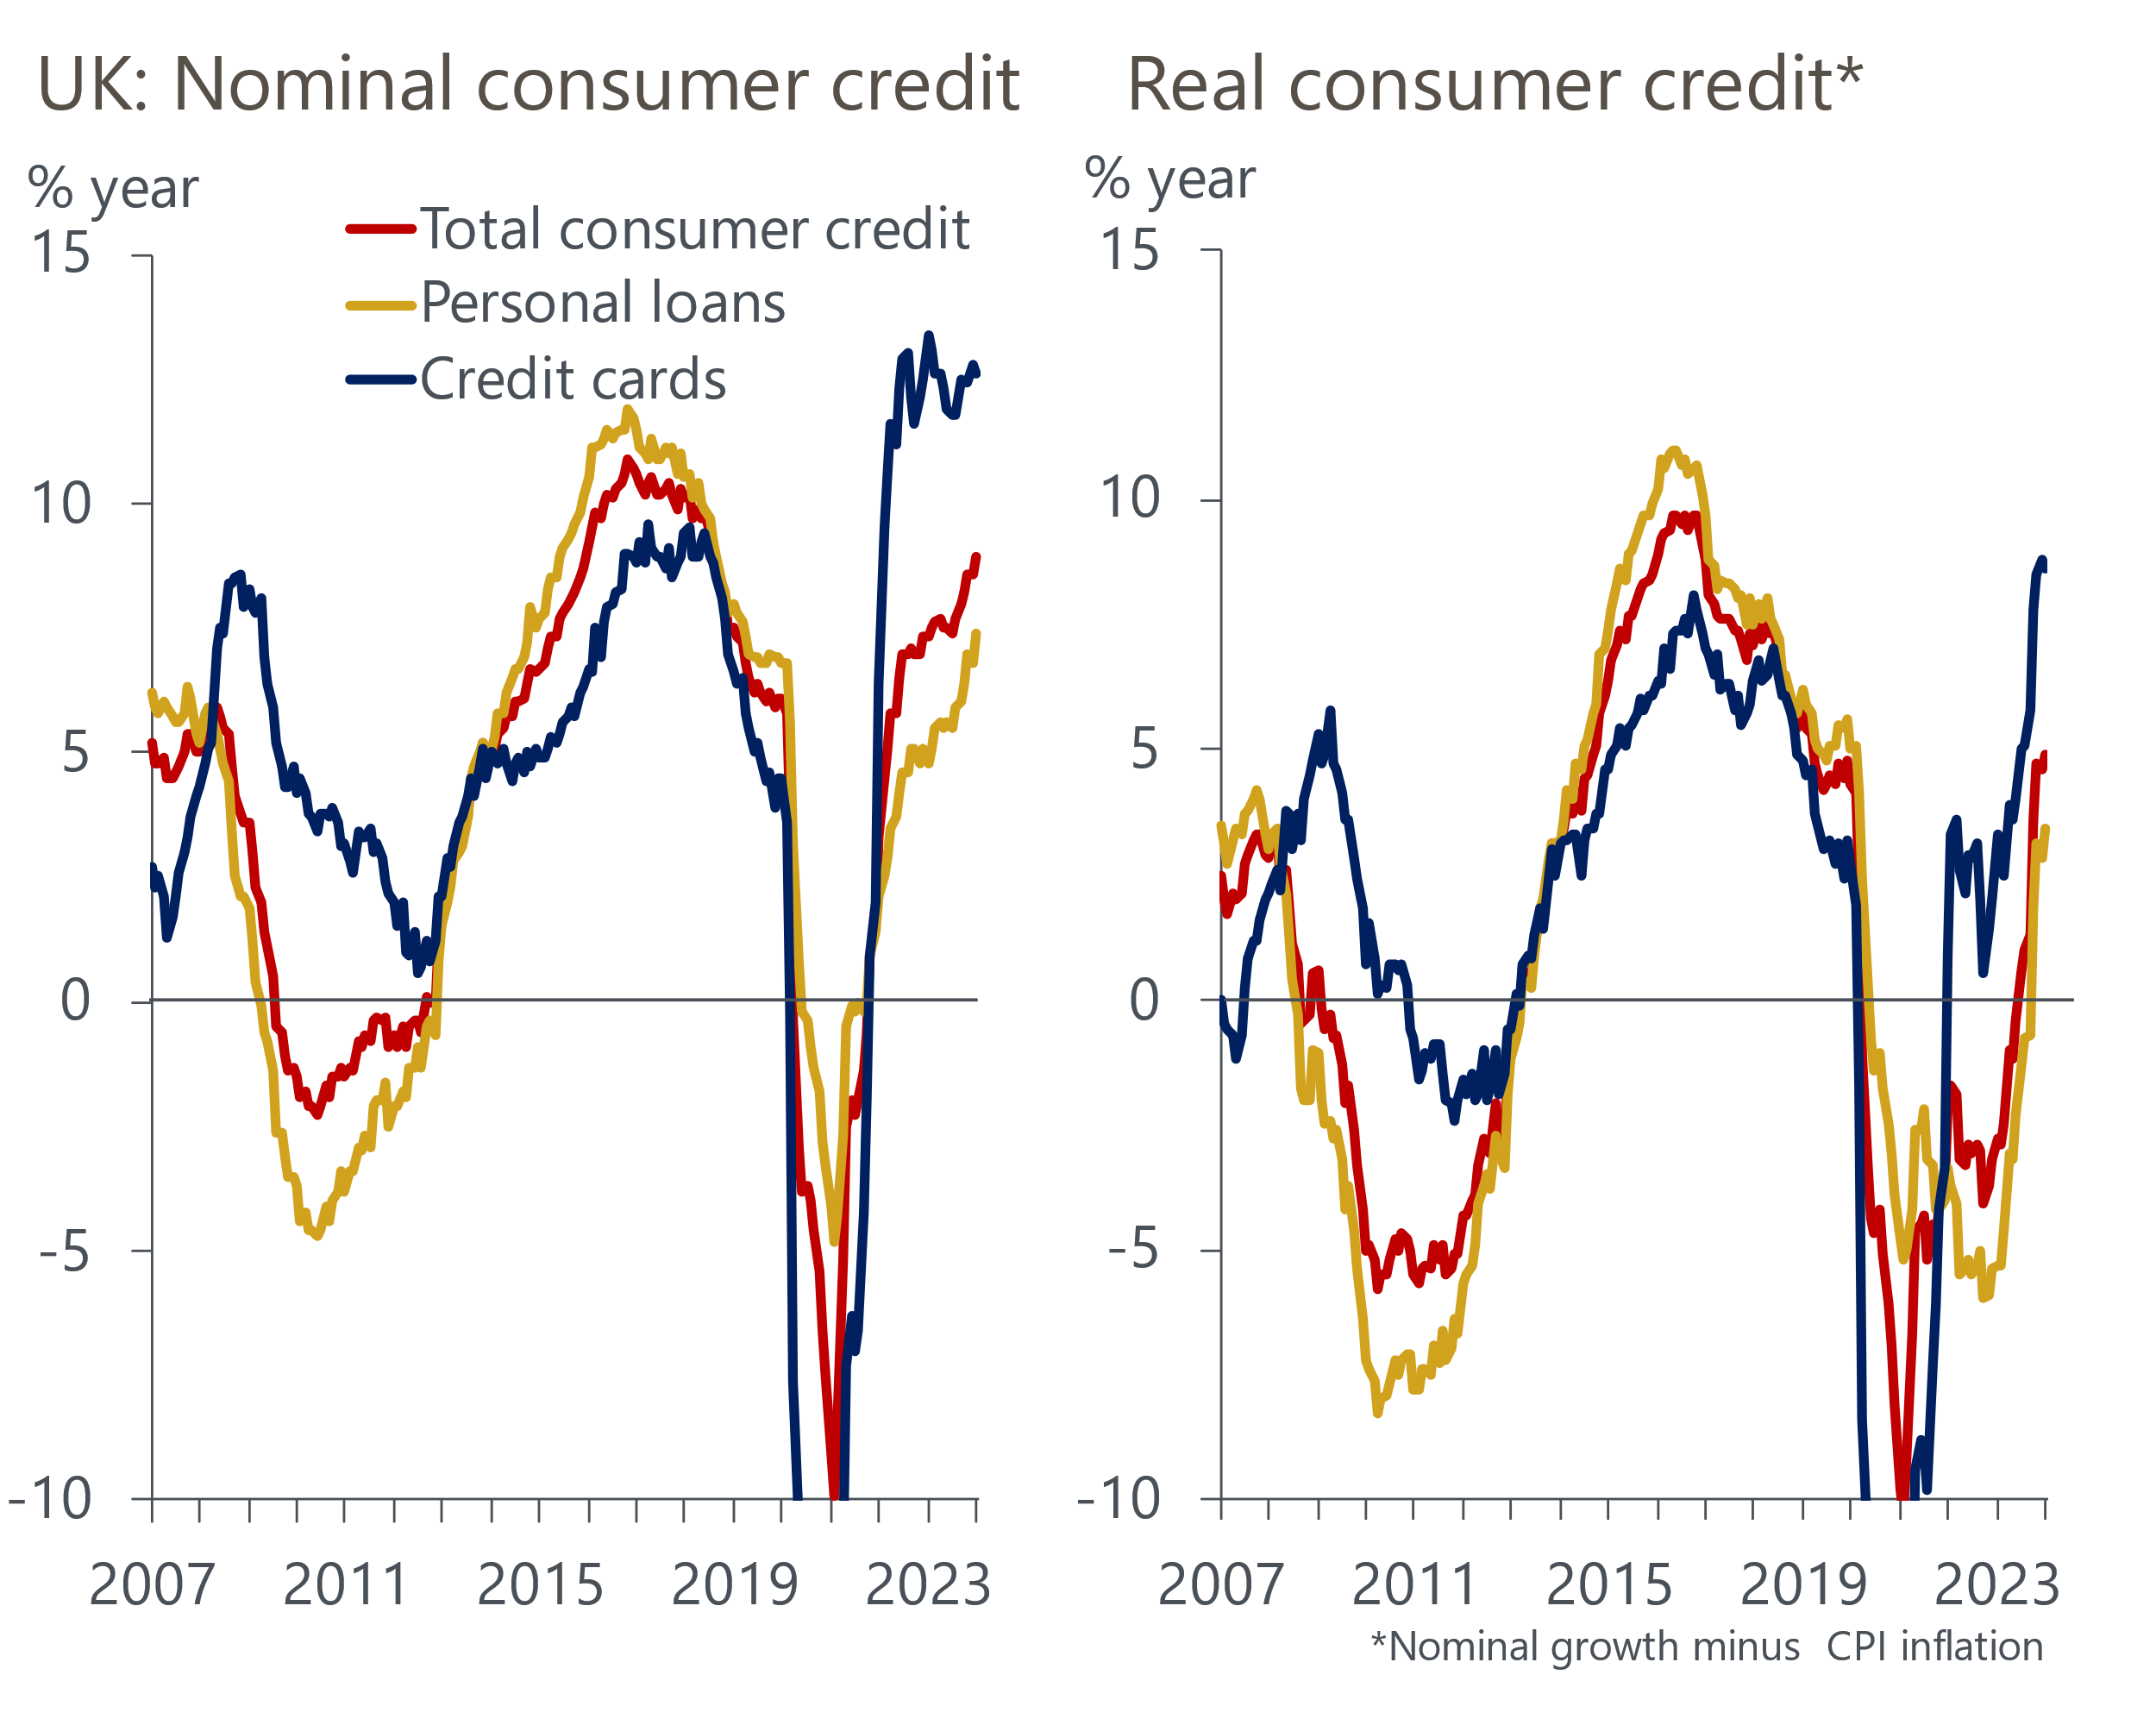 UK: Nominal consumer credit
% year
Total consumer credit
Personal loans
Credit cards
15
10
5
0
-5
-10
2007 2011 2015 2019 2023
Real consumer credit*
% year
15
10
5
0
-5
-10
2007 2011 2015 2019 2023
*Nominal growth minus CPI inflation